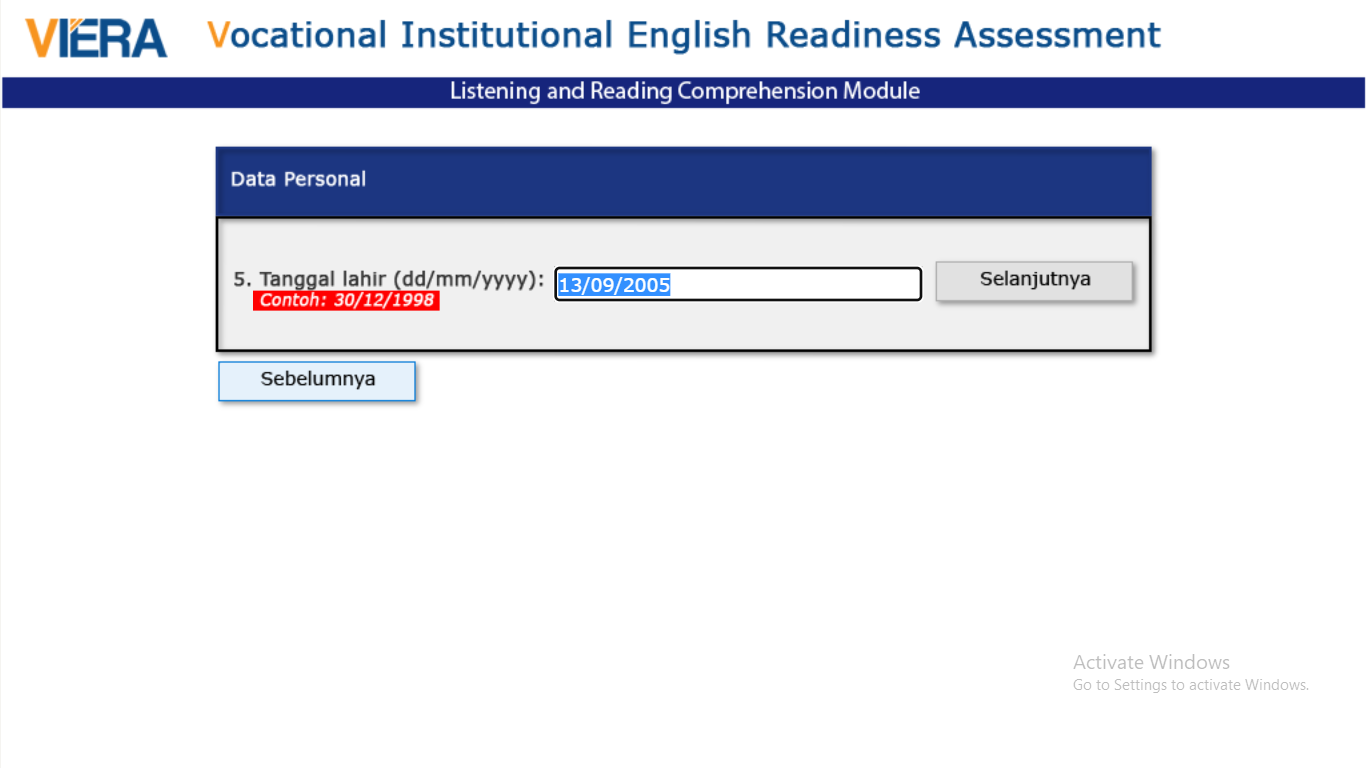 VIERA Vocational Institutional English Readiness Assessment
Listening and Reading Comprehension Module
Data Personal
5. Tanggal lahir (dd/mm/yyyy): 13/09/2005 Selanjutnya
Contoh: 30/12/1998
Sebelumnya
Activate Windows
Go to Settings to activate Windows.